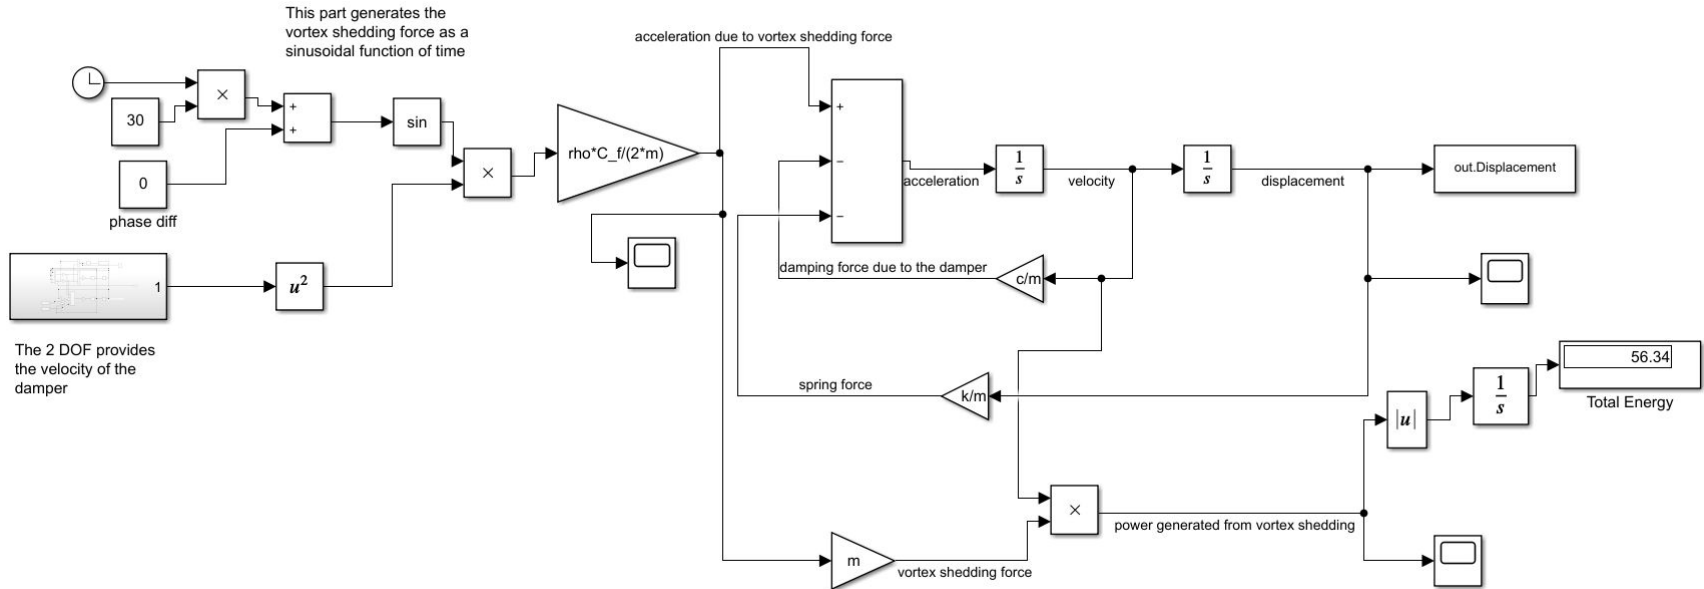 This part generates the
vortex shedding force as a
sinusoidal function of time
acceleration due to vortex shedding force
×
30
+
+
sin
0
phase diff
×
rho*C_f/(2*m)
+
−
−
acceleration
1
s
velocity
1
s
displacement
out.Displacement
1
u²
The 2 DOF provides
the velocity of the
damper
damping force due to the damper
c/m
spring force
k/m
|u|
1
s
56.34
Total Energy
×
power generated from vortex shedding
m
vortex shedding force